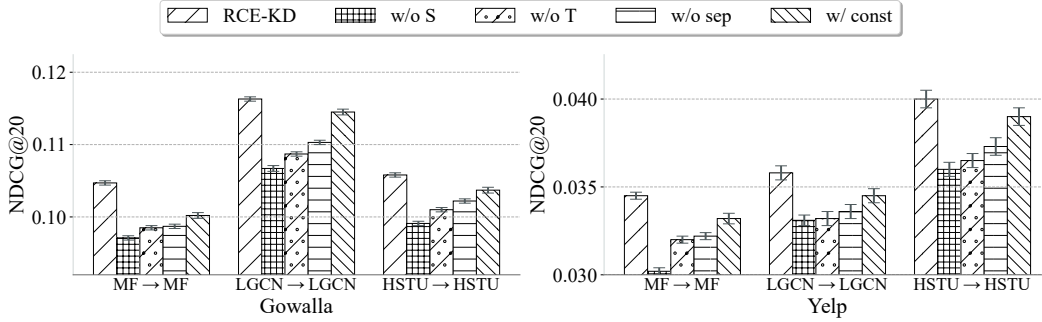 RCE-KD w/o S w/o T w/o sep w/ const
NDCG@20
0.12
0.11
0.10
MF → MF LGCN → LGCN HSTU → HSTU
Gowalla
NDCG@20
0.040
0.035
0.030
MF → MF LGCN → LGCN HSTU → HSTU
Yelp